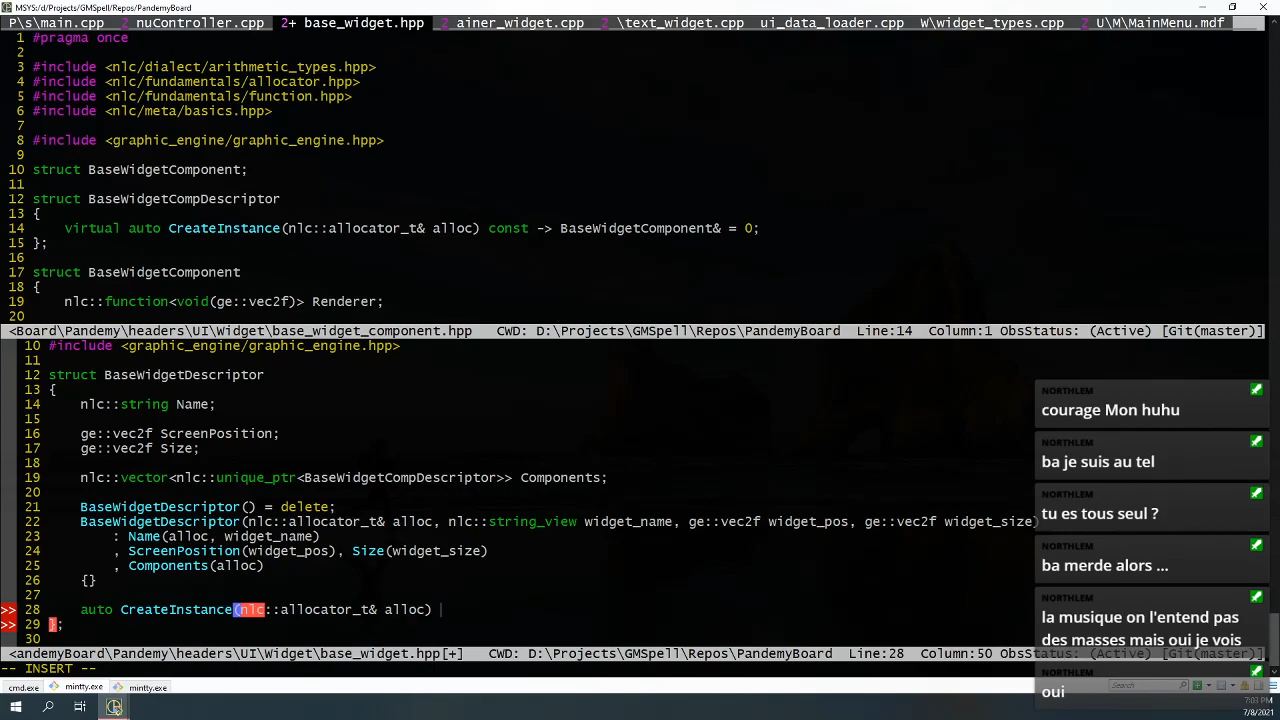 MSYS:/d/Projects/GMSpell/Repos/PandemyBoard
P\S\main.cpp 2 nuController.cpp 2+ base_widget.hpp 2 ainer_widget.cpp 2 \text_widget.cpp ui_data_loader.cpp W\widget_types.cpp 2 U\M\MainMenu.mdf
1 #pragma once
2
3 #include <nlc/dialect/arithmetic_types.hpp>
4 #include <nlc/fundamentals/allocator.hpp>
5 #include <nlc/fundamentals/function.hpp>
6 #include <nlc/meta/basics.hpp>
7
8 #include <graphic_engine/graphic_engine.hpp>
9
10 struct BaseWidgetComponent;
11
12 struct BaseWidgetCompDescriptor
13 {
14 virtual auto CreateInstance(nlc::allocator_t& alloc) const -> BaseWidgetComponent& = 0;
15 };
16
17 struct BaseWidgetComponent
18 {
19 nlc::function<void(ge::vec2f)> Renderer;
20
<Board\Pandemy\headers\UI\Widget\base_widget_component.hpp CWD: D:\Projects\GMSpell\Repos\PandemyBoard Line:14 Column:1 ObsStatus: (Active) [Git(master)]
10 #include <graphic_engine/graphic_engine.hpp>
11
12 struct BaseWidgetDescriptor
13 {
14 nlc::string Name;
15
16 ge::vec2f ScreenPosition;
17 ge::vec2f Size;
18
19 nlc::vector<nlc::unique_ptr<BaseWidgetCompDescriptor>> Components;
20
21 BaseWidgetDescriptor() = delete;
22 BaseWidgetDescriptor(nlc::allocator_t& alloc, nlc::string_view widget_name, ge::vec2f widget_pos, ge::vec2f widget_size)
23 : Name(alloc, widget_name)
24 , ScreenPosition(widget_pos), Size(widget_size)
25 , Components(alloc)
26 {}
27
>> 28 auto CreateInstance(nlc::allocator_t& alloc)
>> 29 };
30
<andemyBoard\Pandemy\headers\UI\Widget\base_widget.hpp[+] CWD: D:\Projects\GMSpell\Repos\PandemyBoard Line:28 Column:50 ObsStatus: (Active) [Git(master)]
-- INSERT --
NORTHLEM
courage Mon huhu
NORTHLEM
ba je suis au tel
NORTHLEM
tu es tous seul ?
NORTHLEM
ba merde alors ...
NORTHLEM
la musique on l'entend pas
des masses mais oui je vois
NORTHLEM
oui
cmd.exe mintty.exe mintty.exe
Search
7:03 PM
7/8/2021